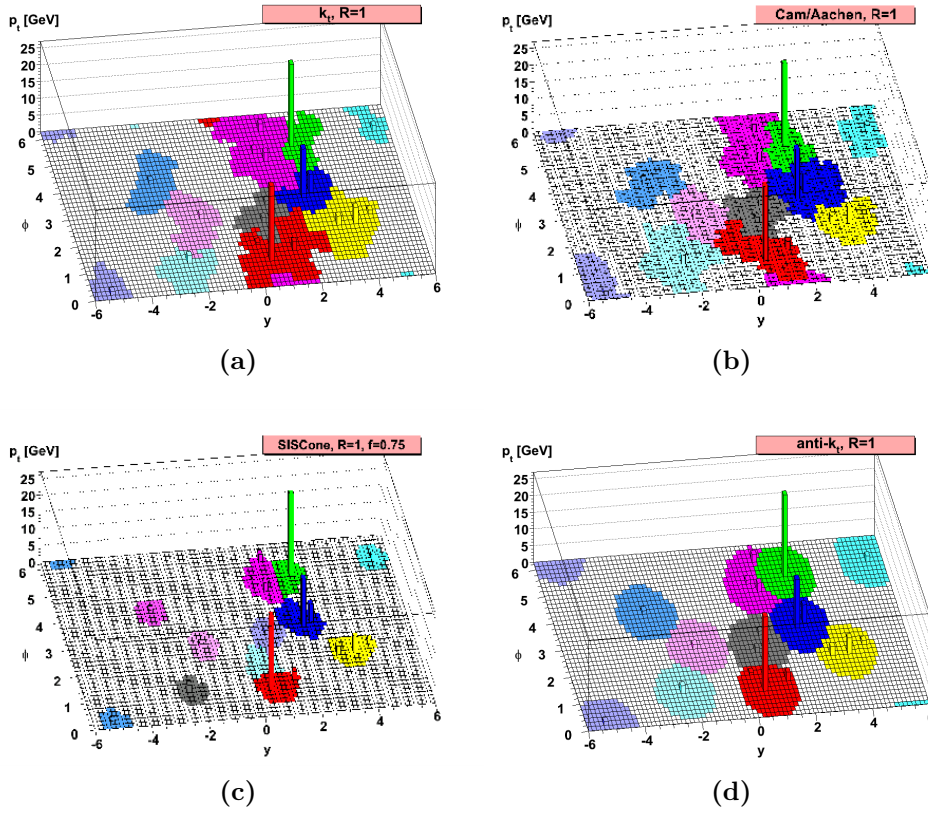 p_t [GeV]
k_t, R=1
25
20
15
10
5
0
6
5
4
ϕ 3
2
1
0
-6 -4 -2 0 2 4 6
y
(a)
p_t [GeV]
Cam/Aachen, R=1
25
20
15
10
5
0
6
5
4
ϕ 3
2
1
0
-6 -4 -2 0 2 4
y
(b)
p_t [GeV]
SISCone, R=1, f=0.75
25
20
15
10
5
0
6
5
4
ϕ 3
2
1
0
-6 -4 -2 0 2 4 6
y
(c)
p_t [GeV]
anti-k_t, R=1
25
20
15
10
5
0
6
5
4
ϕ 3
2
1
0
-6 -4 -2 0 2 4 6
y
(d)